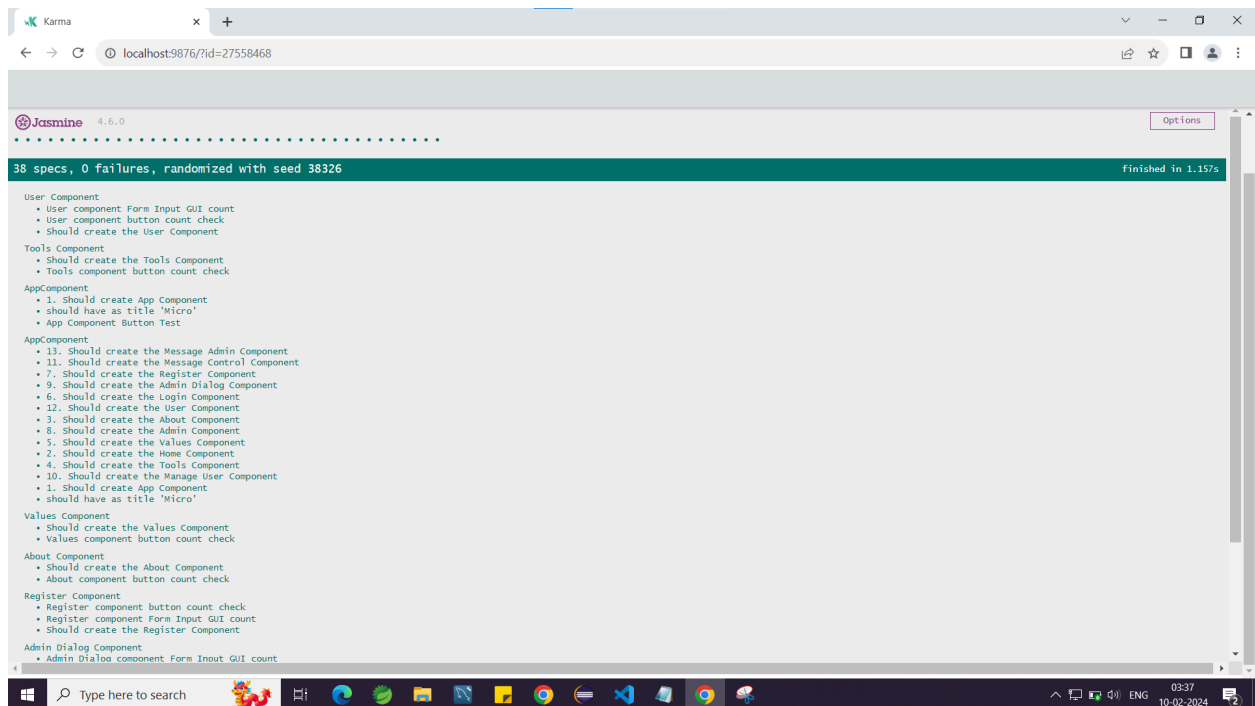 Karma
localhost:9876/?id=27558468
Jasmine 4.6.0
Options
38 specs, 0 failures, randomized with seed 38326
finished in 1.157s
User Component
• User component Form Input GUI count
• User component button count check
• Should create the User Component
Tools Component
• Should create the Tools Component
• Tools component button count check
AppComponent
• 1. Should create App Component
• should have as title 'Micro'
• App Component Button Test
AppComponent
• 13. Should create the Message Admin Component
• 11. Should create the Message Control Component
• 7. Should create the Register Component
• 9. Should create the Admin Dialog Component
• 6. Should create the Login Component
• 12. Should create the User Component
• 3. Should create the About Component
• 8. Should create the Admin Component
• 5. Should create the Values Component
• 2. Should create the Home Component
• 4. Should create the Tools Component
• 10. Should create the Manage User Component
• 1. Should create App Component
• should have as title 'Micro'
Values Component
• Should create the Values Component
• Values component button count check
About Component
• Should create the About Component
• About component button count check
Register Component
• Register component button count check
• Register component Form Input GUI count
• Should create the Register Component
Admin Dialog Component
• Admin Dialog component Form Input GUI count
Type here to search
ENG
03:37
10-02-2024
2